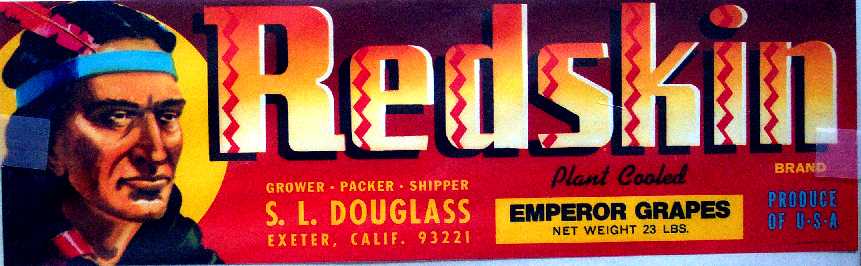 Redskin
BRAND
Plant Cooled
GROWER - PACKER - SHIPPER
S. L. DOUGLASS
EXETER, CALIF. 93221
EMPEROR GRAPES
NET WEIGHT 23 LBS.
PRODUCE
OF U·S·A